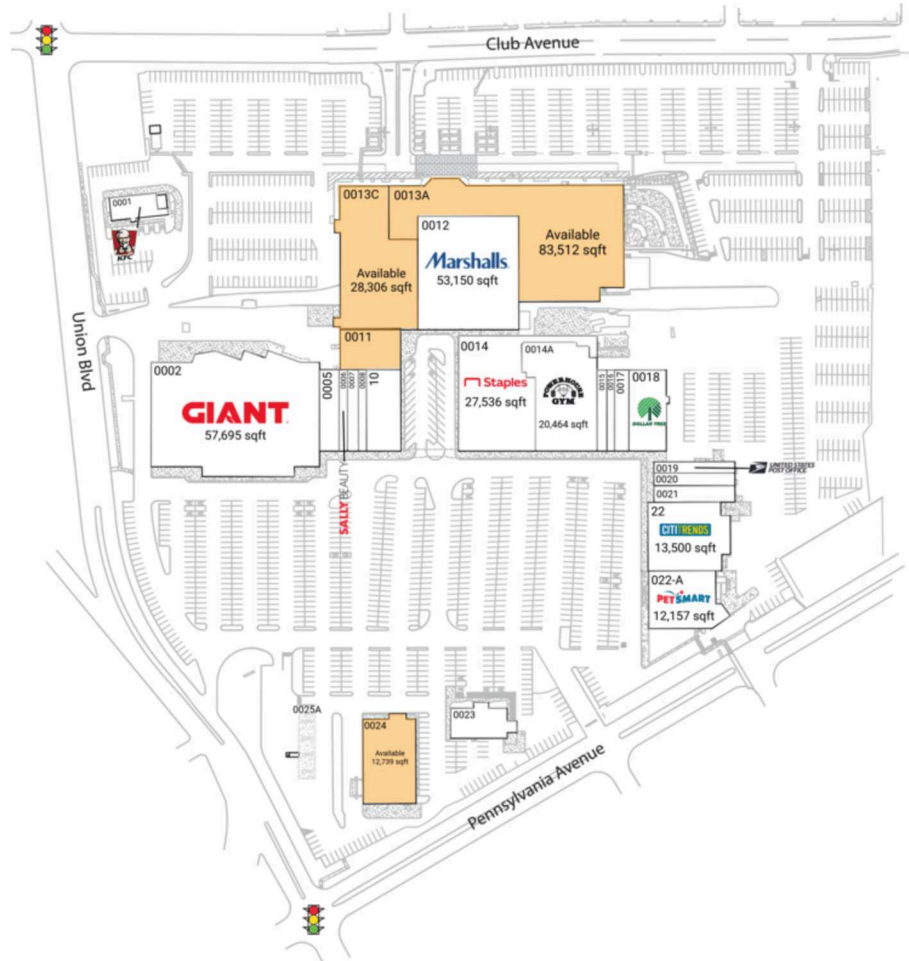 Club Avenue
0001
KFC
Union Blvd
0013C
0013A
0012
Marshalls
53,150 sqft
Available
83,512 sqft
Available
28,306 sqft
0011
0002
GIANT
57,695 sqft
0005
0006
0007
0008
10
SALLY BEAUTY
0014
Staples
27,536 sqft
0014A
POWERHOUSE
GYM
20,464 sqft
0015
0016
0017
0018
DOLLAR TREE
0019
UNITED STATES
POST OFFICE
0020
0021
22
CITITRENDS
13,500 sqft
022-A
PETSMART
12,157 sqft
0025A
0024
Available
12,739 sqft
0023
Pennsylvania Avenue